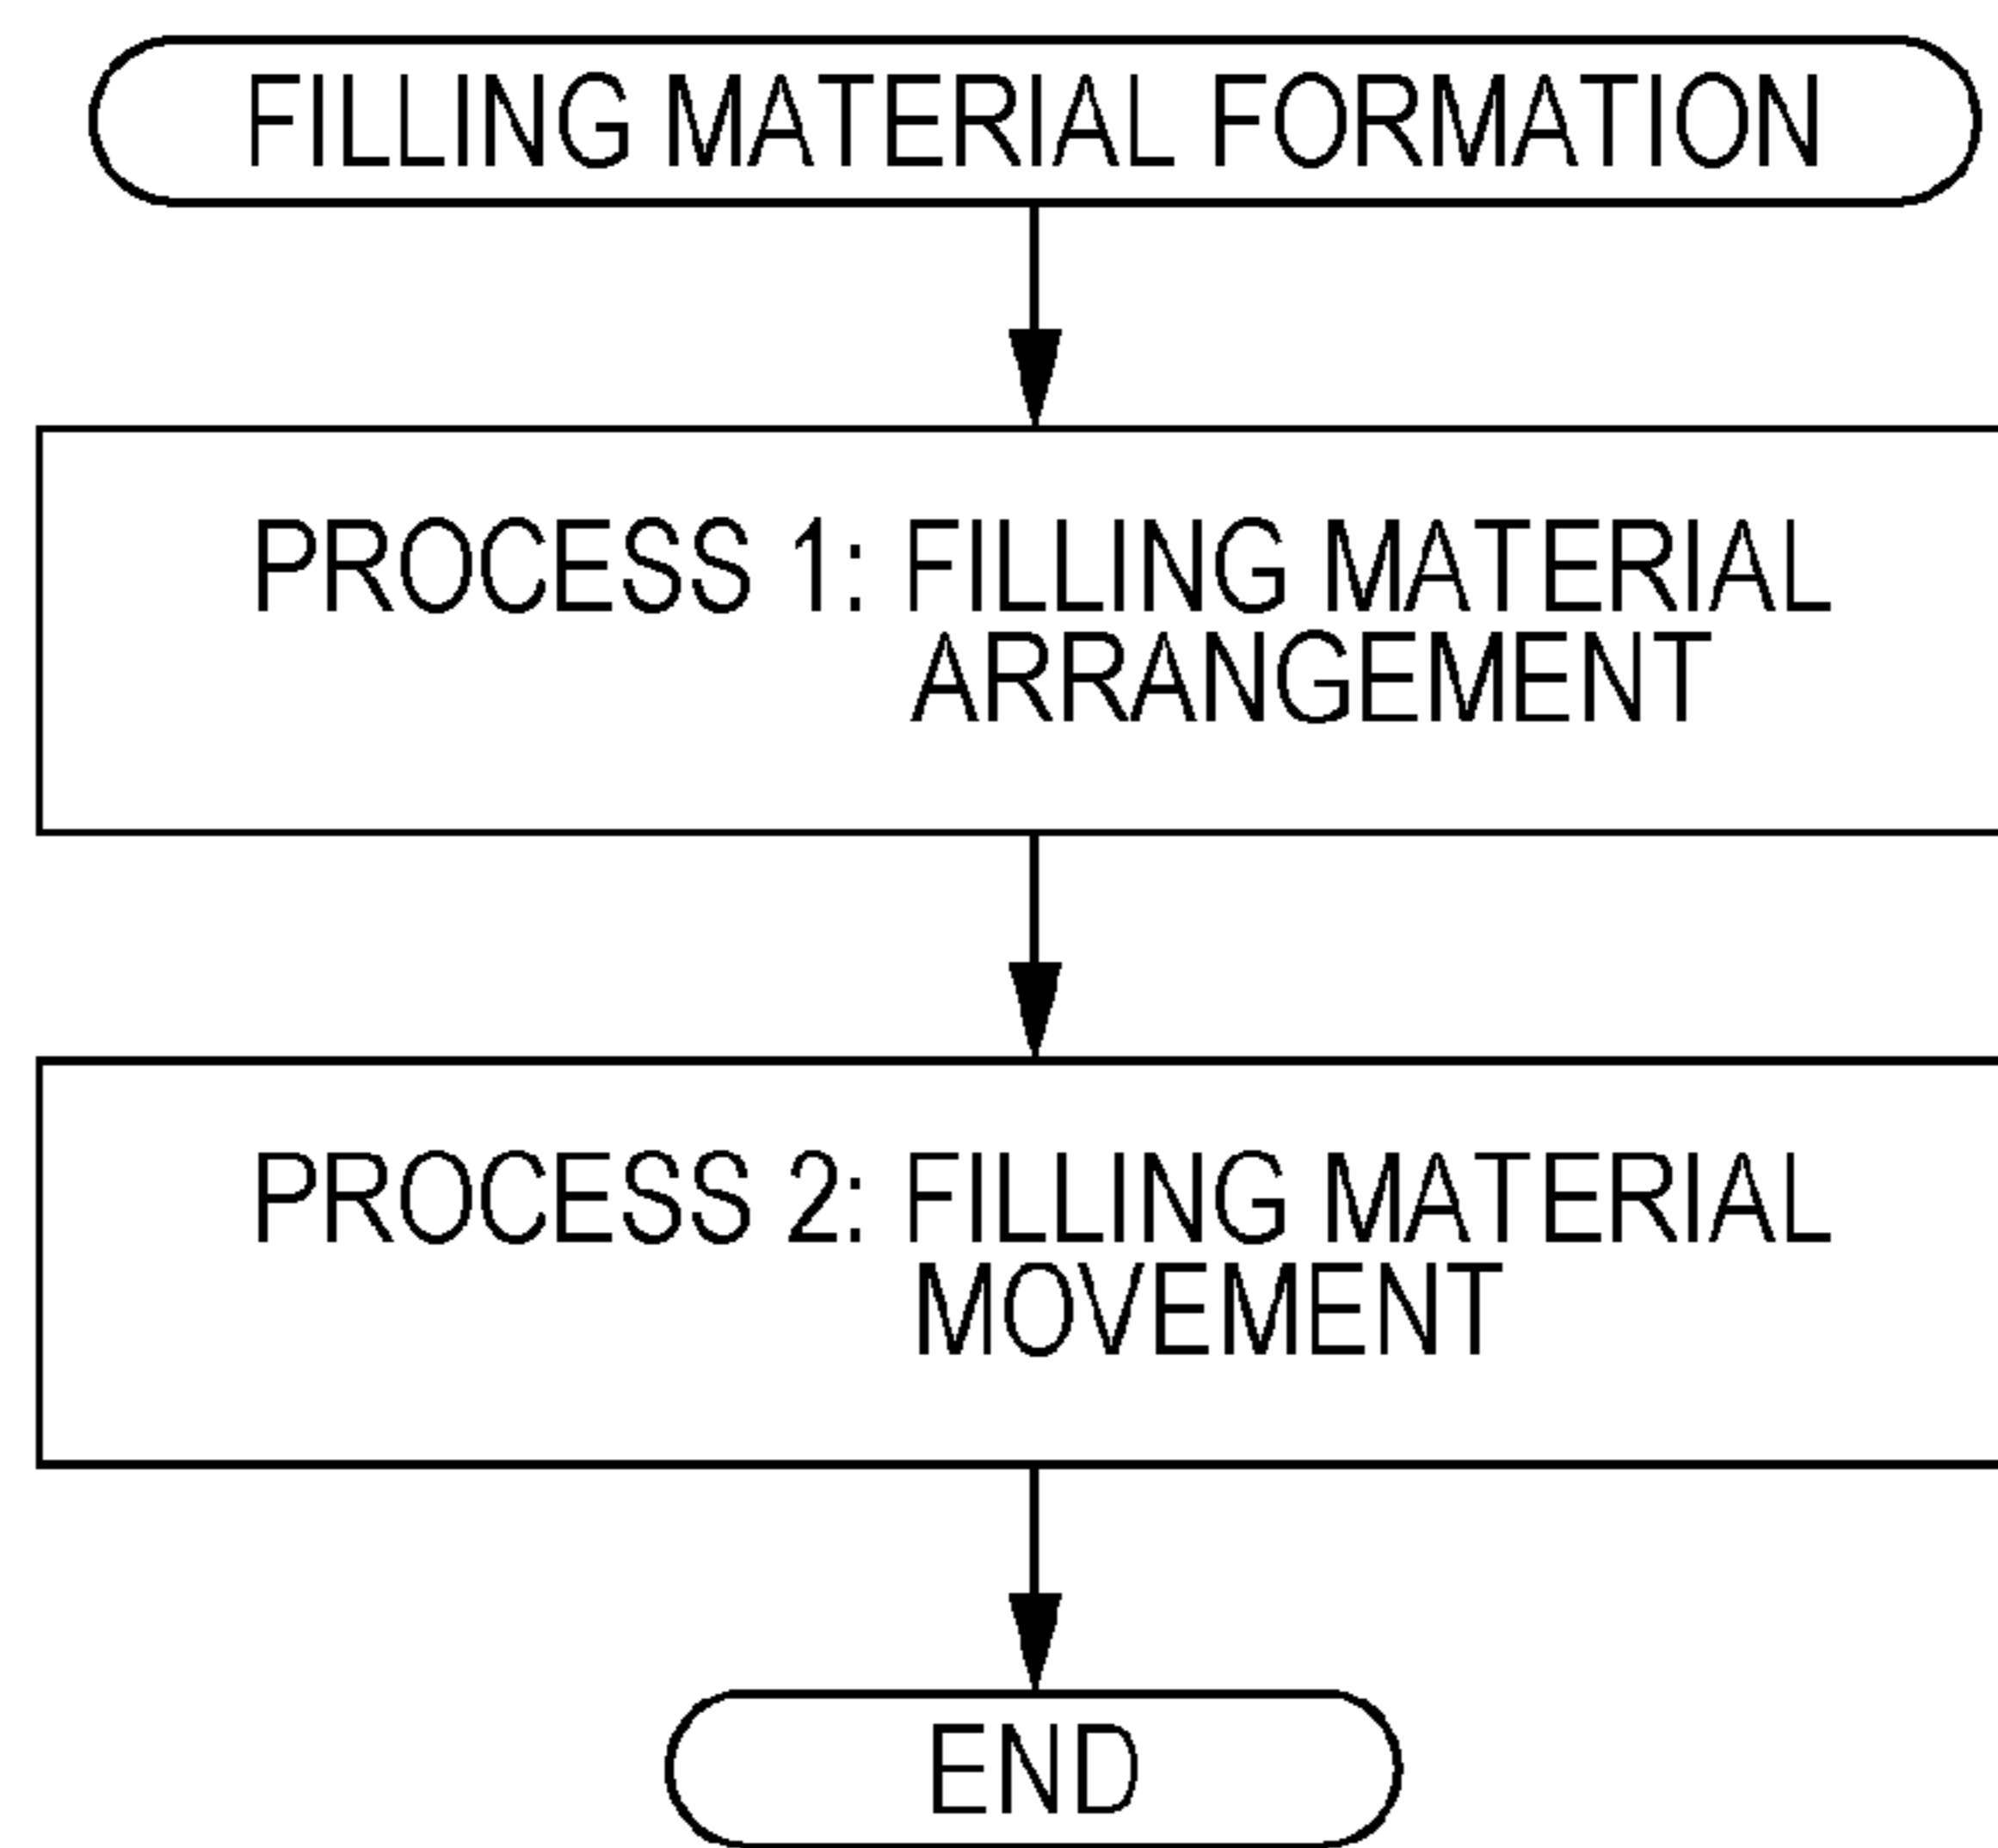 FILLING MATERIAL FORMATION
PROCESS 1: FILLING MATERIAL
ARRANGEMENT
PROCESS 2: FILLING MATERIAL
MOVEMENT
END